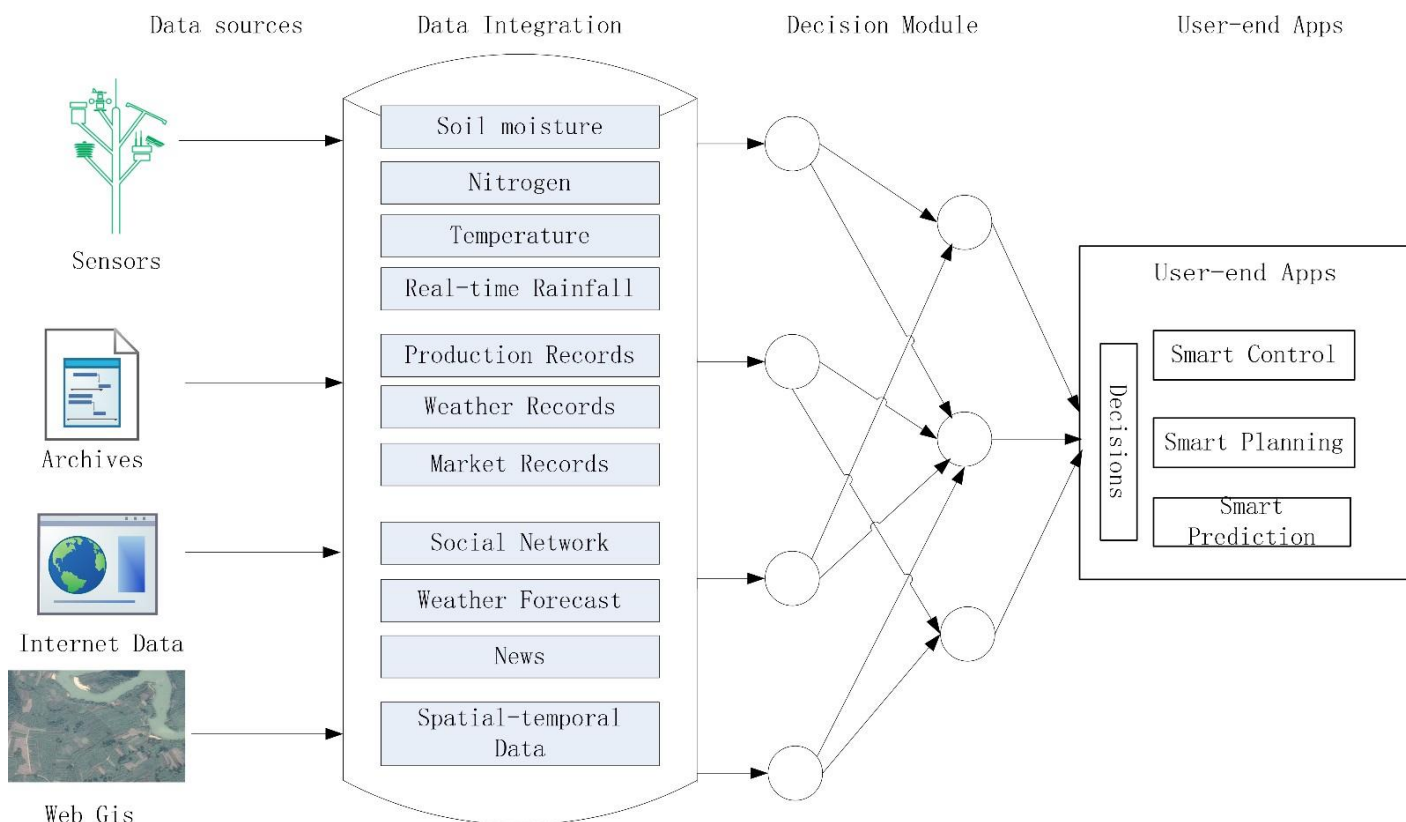 Data sources
Data Integration
Decision Module
User-end Apps
Sensors
Archives
Internet Data
Web Gis
Soil moisture
Nitrogen
Temperature
Real-time Rainfall
Production Records
Weather Records
Market Records
Social Network
Weather Forecast
News
Spatial-temporal
Data
User-end Apps
Decisions
Smart Control
Smart Planning
Smart
Prediction